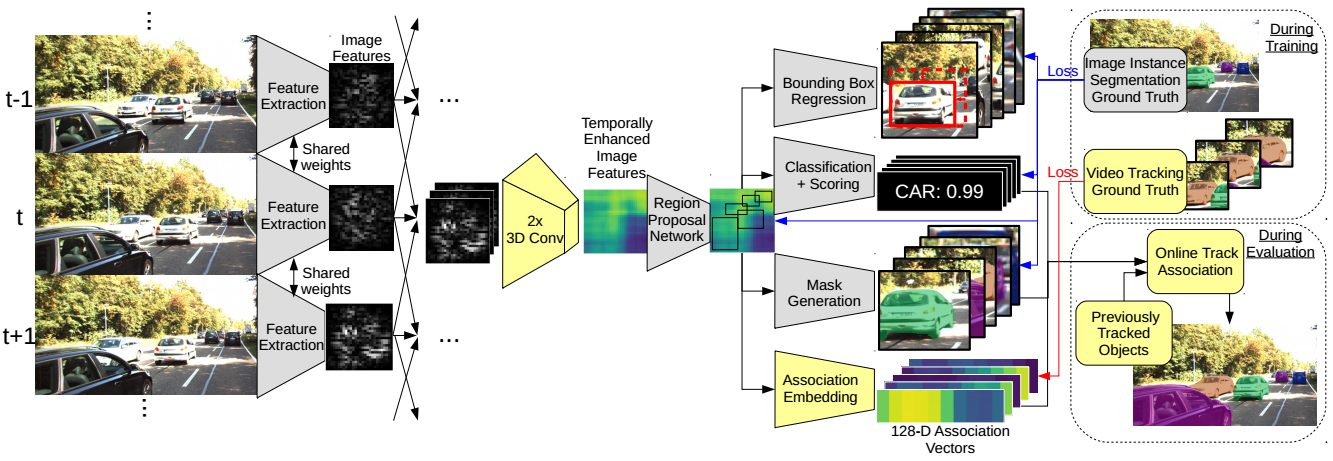 ⋮
t-1
Feature
Extraction
Image
Features
...
Shared
weights
t
Feature
Extraction
Shared
weights
t+1
Feature
Extraction
...
⋮
2x
3D Conv
Temporally
Enhanced
Image
Features
Region
Proposal
Network
Bounding Box
Regression
Classification
+ Scoring
CAR: 0.99
Mask
Generation
Association
Embedding
128-D Association
Vectors
Loss
Loss
During
Training
Image Instance
Segmentation
Ground Truth
Video Tracking
Ground Truth
During
Evaluation
Online Track
Association
Previously
Tracked
Objects